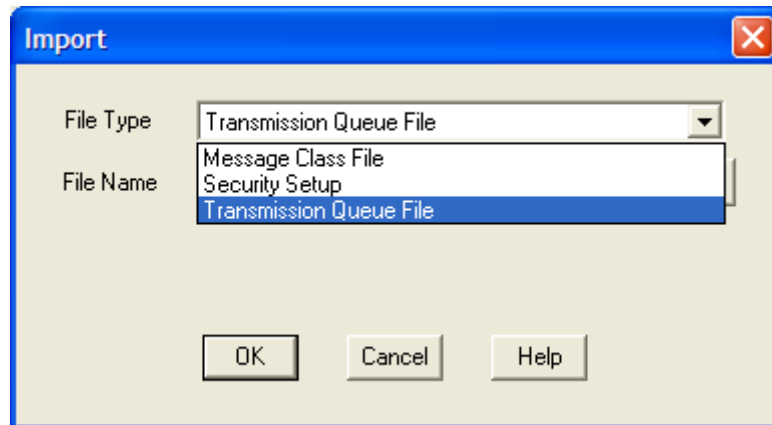 Import
File Type Transmission Queue File
Message Class File
File Name Security Setup
Transmission Queue File
OK Cancel Help